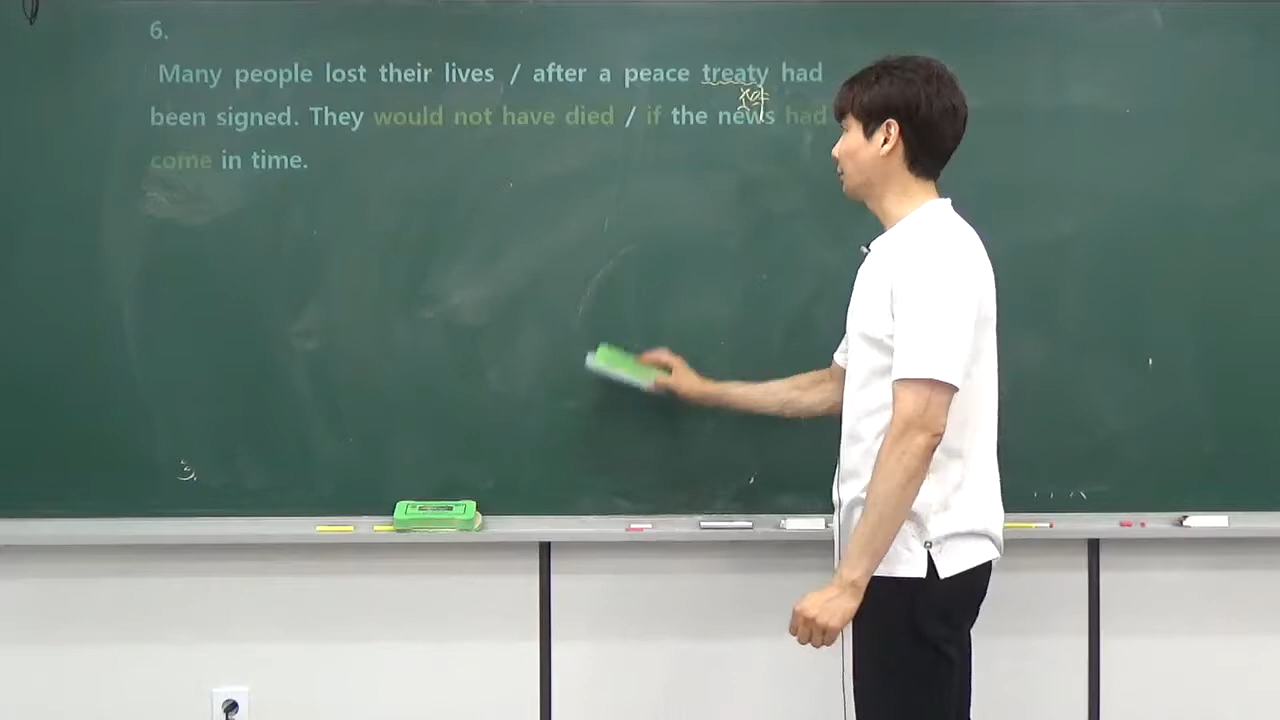 6.
Many people lost their lives / after a peace treaty had
been signed. They would not have died / if the news had
come in time.